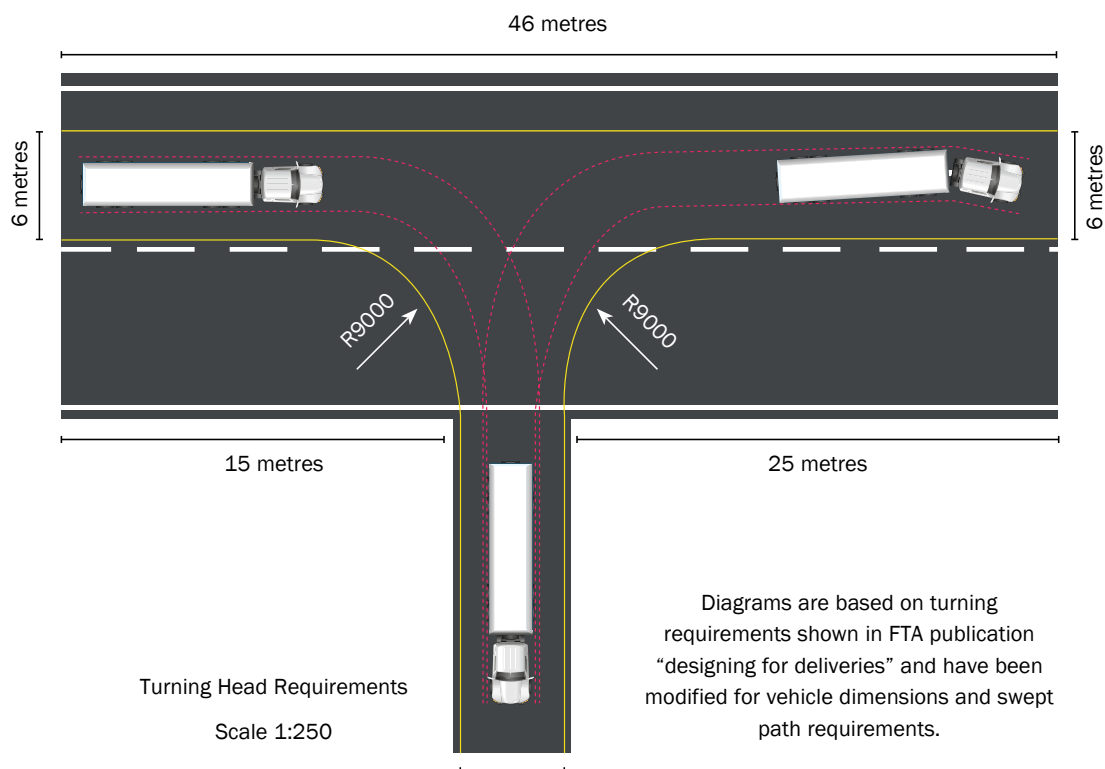 46 metres
6 metres
6 metres
R9000
R9000
15 metres
25 metres
Turning Head Requirements
Scale 1:250
Diagrams are based on turning
requirements shown in FTA publication
“designing for deliveries” and have been
modified for vehicle dimensions and swept
path requirements.